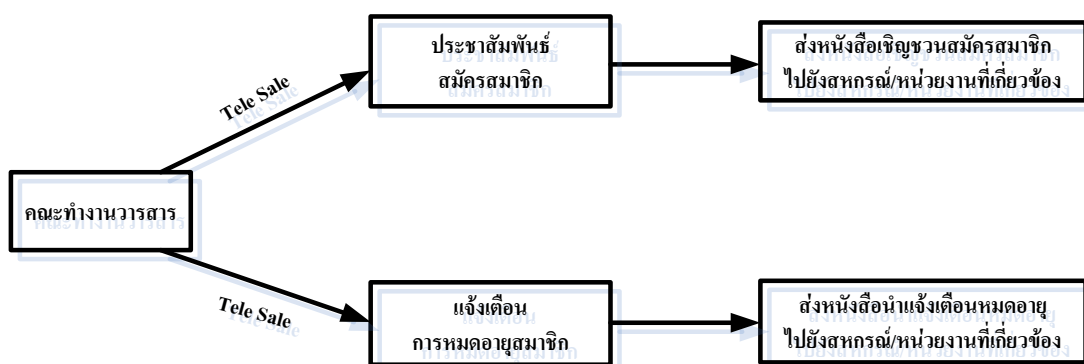 ประชาสัมพันธ์
สมัครสมาชิก
ส่งหนังสือเชิญชวนสมัครสมาชิก
ไปยังสหกรณ์/หน่วยงานที่เกี่ยวข้อง
Tele Sale
คณะทำงานวารสาร
Tele Sale
แจ้งเตือน
การหมดอายุสมาชิก
ส่งหนังสือนำแจ้งเตือนหมดอายุ
ไปยังสหกรณ์/หน่วยงานที่เกี่ยวข้อง